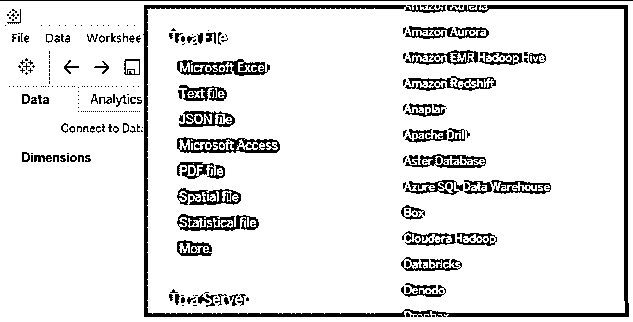 File Data Workshee
Data Analytics
Connect to Data
Dimensions
To a File
Microsoft Excel
Text file
JSON file
Microsoft Access
PDF file
Spatial file
Statistical file
More
To a Server
Amazon Athena
Amazon Aurora
Amazon EMR Hadoop Hive
Amazon Redshift
Anaplan
Apache Drill
Aster Database
Azure SQL Data Warehouse
Box
Cloudera Hadoop
Databricks
Denodo
Dropbox